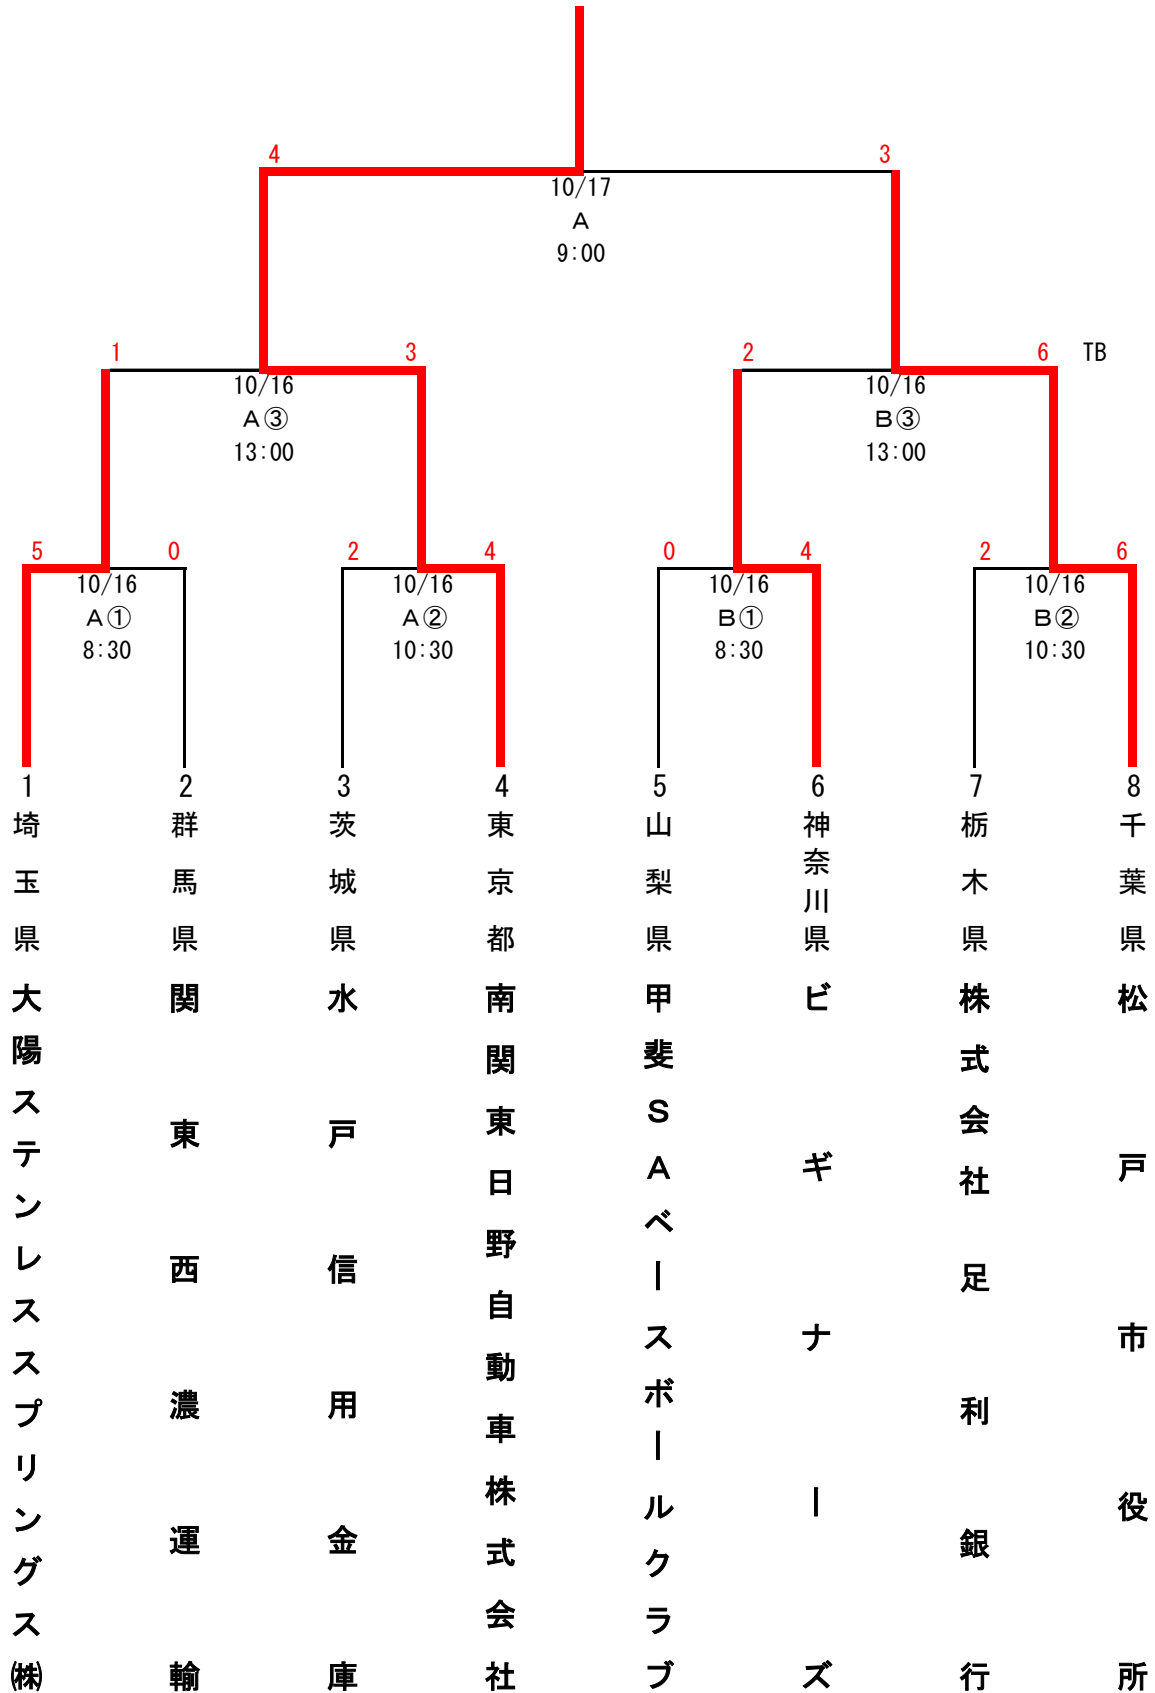 4 3
10/17
A
9:00
1 3 2 6 TB
10/16 10/16
A③ B③
13:00 13:00
5 0 2 4 0 4 2 6
10/16 10/16 10/16 10/16
A① A② B① B②
8:30 10:30 8:30 10:30
1 2 3 4 5 6 7 8
埼玉県
大陽ステンレススプリングス㈱
群馬県
関東西濃運輸
茨城県
水戸信用金庫
東京都
南関東日野自動車株式会社
山梨県
甲斐SAベースボールクラブ
神奈川県
ビギナーズ
栃木県
株式会社足利銀行
千葉県
松戸市役所